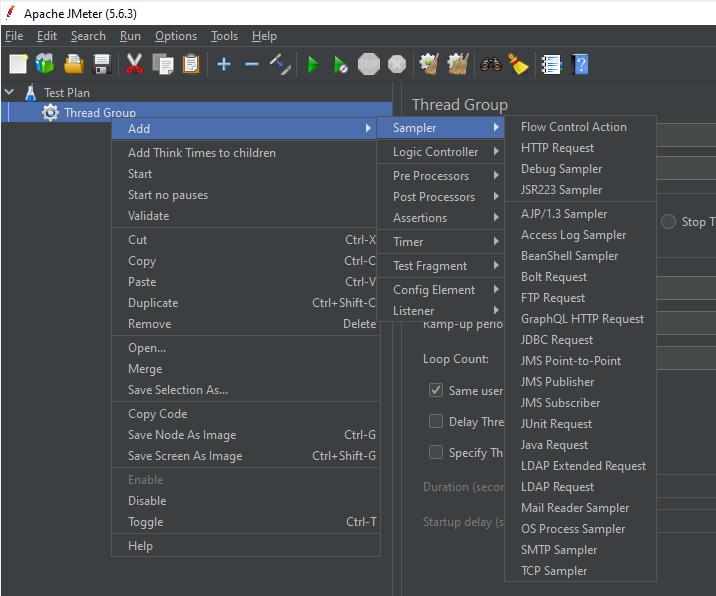 Apache JMeter (5.6.3)
File Edit Search Run Options Tools Help
Test Plan
Thread Group
Thread Group
Add
Add Think Times to children
Start
Start no pauses
Validate
Cut Ctrl-X
Copy Ctrl-C
Paste Ctrl-V
Duplicate Ctrl+Shift-C
Remove Delete
Open...
Merge
Save Selection As...
Copy Code
Save Node As Image Ctrl-G
Save Screen As Image Ctrl+Shift-G
Enable
Disable
Toggle Ctrl-T
Help
Sampler
Logic Controller
Pre Processors
Post Processors
Assertions
Timer
Test Fragment
Config Element
Listener
Flow Control Action
HTTP Request
Debug Sampler
JSR223 Sampler
AJP/1.3 Sampler
Access Log Sampler
BeanShell Sampler
Bolt Request
FTP Request
GraphQL HTTP Request
JDBC Request
JMS Point-to-Point
JMS Publisher
JMS Subscriber
JUnit Request
Java Request
LDAP Extended Request
LDAP Request
Mail Reader Sampler
OS Process Sampler
SMTP Sampler
TCP Sampler
Stop T
Ramp-up perio
Loop Count:
Same user
Delay Thre
Specify Th
Duration (secon
Startup delay (s
STOP